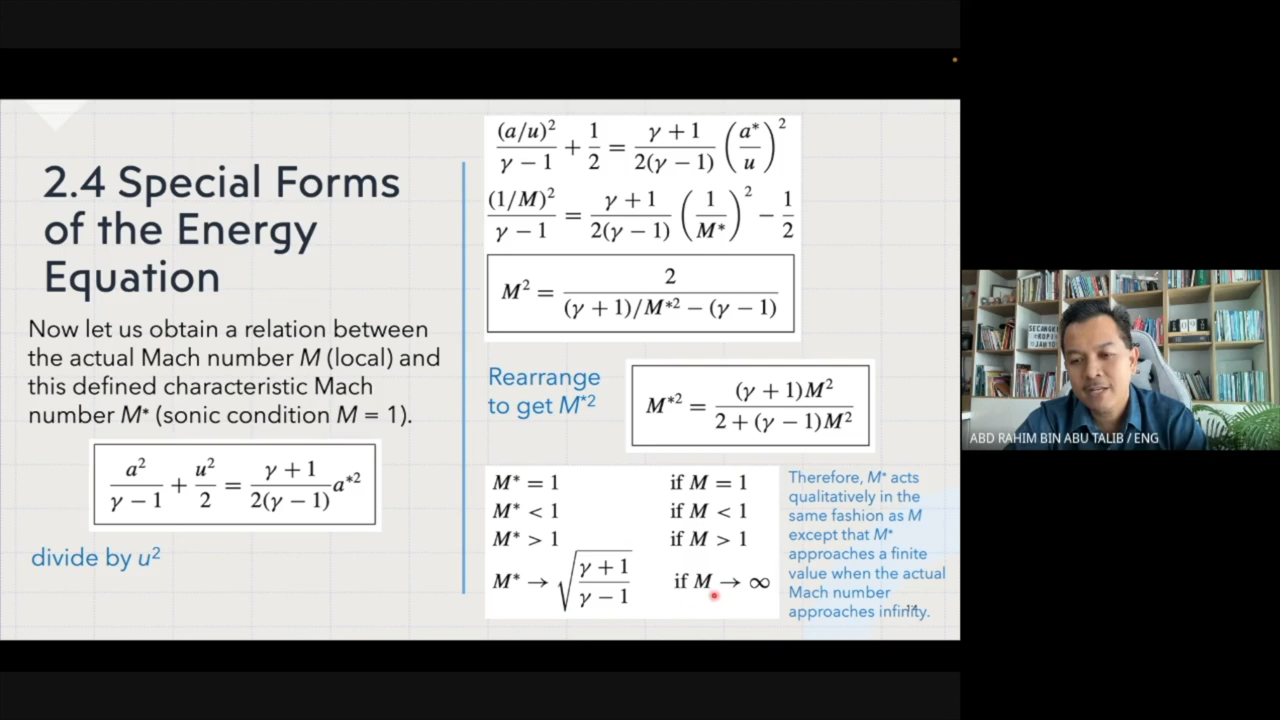 2.4 Special Forms
of the Energy
Equation
Now let us obtain a relation between
the actual Mach number M (local) and
this defined characteristic Mach
number M* (sonic condition M = 1).
a²/(γ − 1) + u²/2 = (γ + 1)/(2(γ − 1)) a*²
divide by u²
(a/u)²/(γ − 1) + 1/2 = (γ + 1)/(2(γ − 1)) (a*/u)²
(1/M)²/(γ − 1) = (γ + 1)/(2(γ − 1)) (1/M*)² − 1/2
M² = 2/((γ + 1)/M*² − (γ − 1))
Rearrange
to get M*²
M*² = (γ + 1)M²/(2 + (γ − 1)M²)
M* = 1 if M = 1
M* < 1 if M < 1
M* > 1 if M > 1
M* → √((γ + 1)/(γ − 1)) if M → ∞
Therefore, M* acts
qualitatively in the
same fashion as M
except that M*
approaches a finite
value when the actual
Mach number
approaches infinity.
ABD RAHIM BIN ABU TALIB / ENG